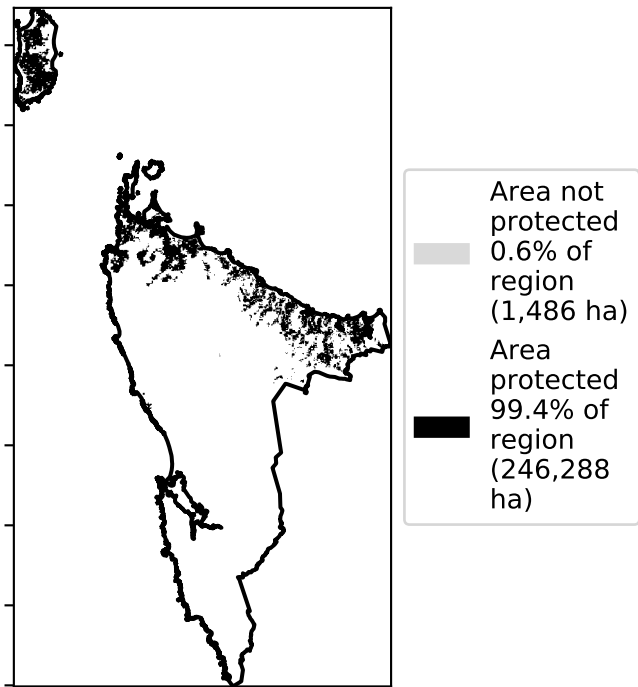 Area not
protected
0.6% of
region
(1,486 ha)
Area
protected
99.4% of
region
(246,288
ha)